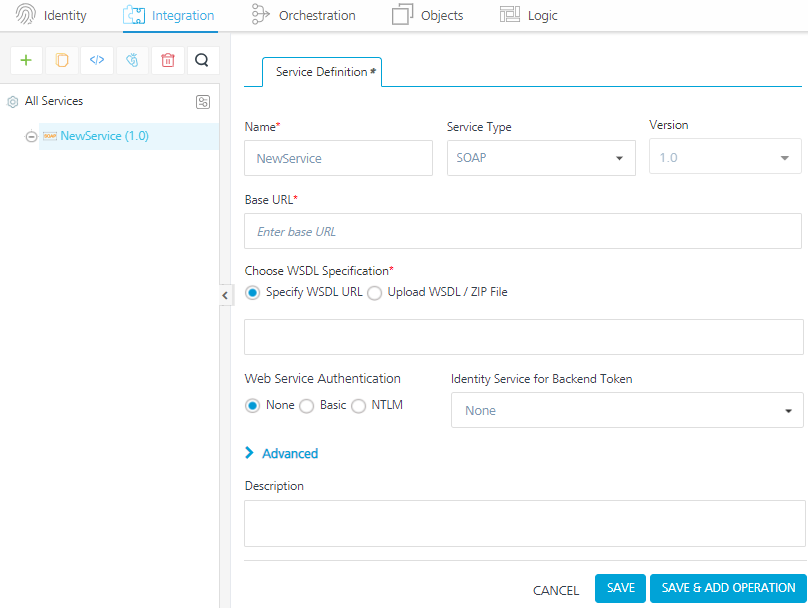 Identity Integration Orchestration Objects Logic
</>
All Services
SOAP NewService (1.0)
Service Definition *
Name* Service Type Version
NewService SOAP 1.0
Base URL*
Enter base URL
Choose WSDL Specification*
Specify WSDL URL Upload WSDL / ZIP File
Web Service Authentication Identity Service for Backend Token
None Basic NTLM None
Advanced
Description
CANCEL SAVE SAVE & ADD OPERATION